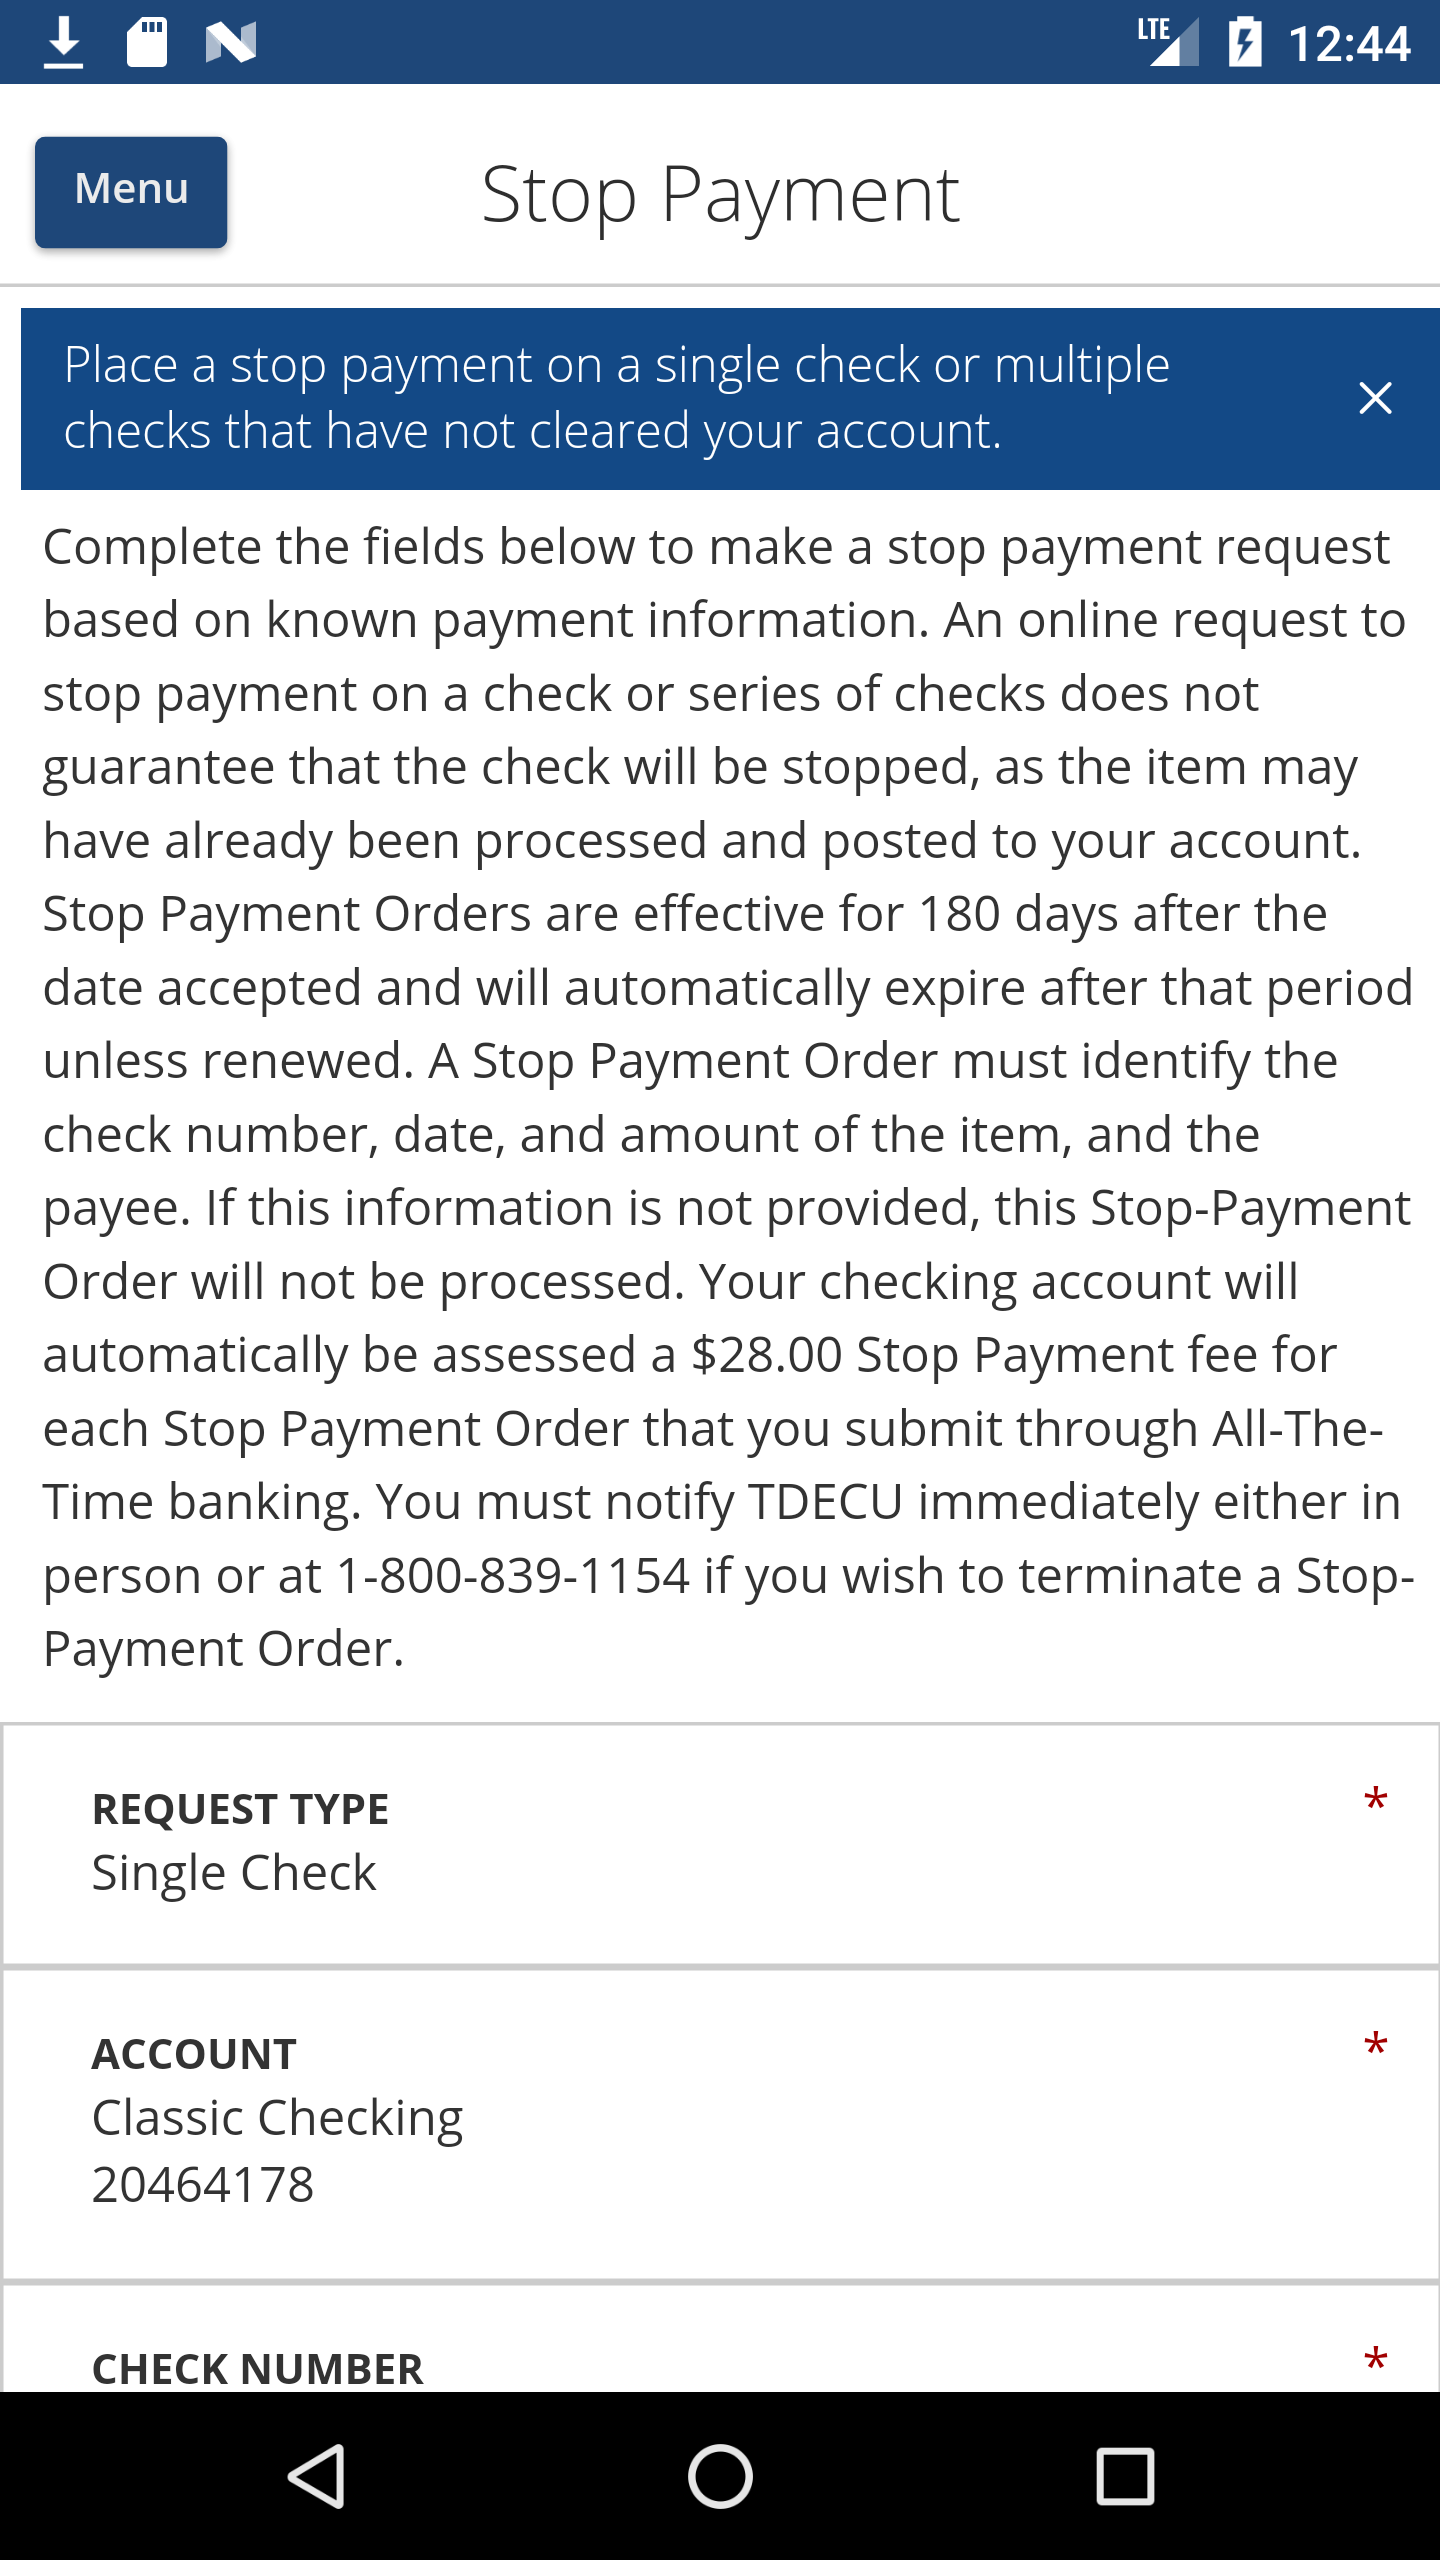 LTE 12:44
Menu
Stop Payment
Place a stop payment on a single check or multiple
checks that have not cleared your account.
Complete the fields below to make a stop payment request
based on known payment information. An online request to
stop payment on a check or series of checks does not
guarantee that the check will be stopped, as the item may
have already been processed and posted to your account.
Stop Payment Orders are effective for 180 days after the
date accepted and will automatically expire after that period
unless renewed. A Stop Payment Order must identify the
check number, date, and amount of the item, and the
payee. If this information is not provided, this Stop-Payment
Order will not be processed. Your checking account will
automatically be assessed a $28.00 Stop Payment fee for
each Stop Payment Order that you submit through All-The-
Time banking. You must notify TDECU immediately either in
person or at 1-800-839-1154 if you wish to terminate a Stop-
Payment Order.
REQUEST TYPE *
Single Check
ACCOUNT *
Classic Checking
20464178
CHECK NUMBER *